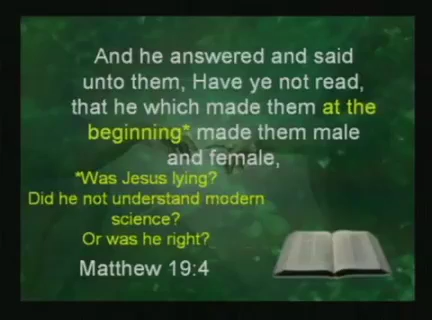 And he answered and said
unto them, Have ye not read,
that he which made them at the
beginning* made them male
and female,
*Was Jesus lying?
Did he not understand modern
science?
Or was he right?
Matthew 19:4